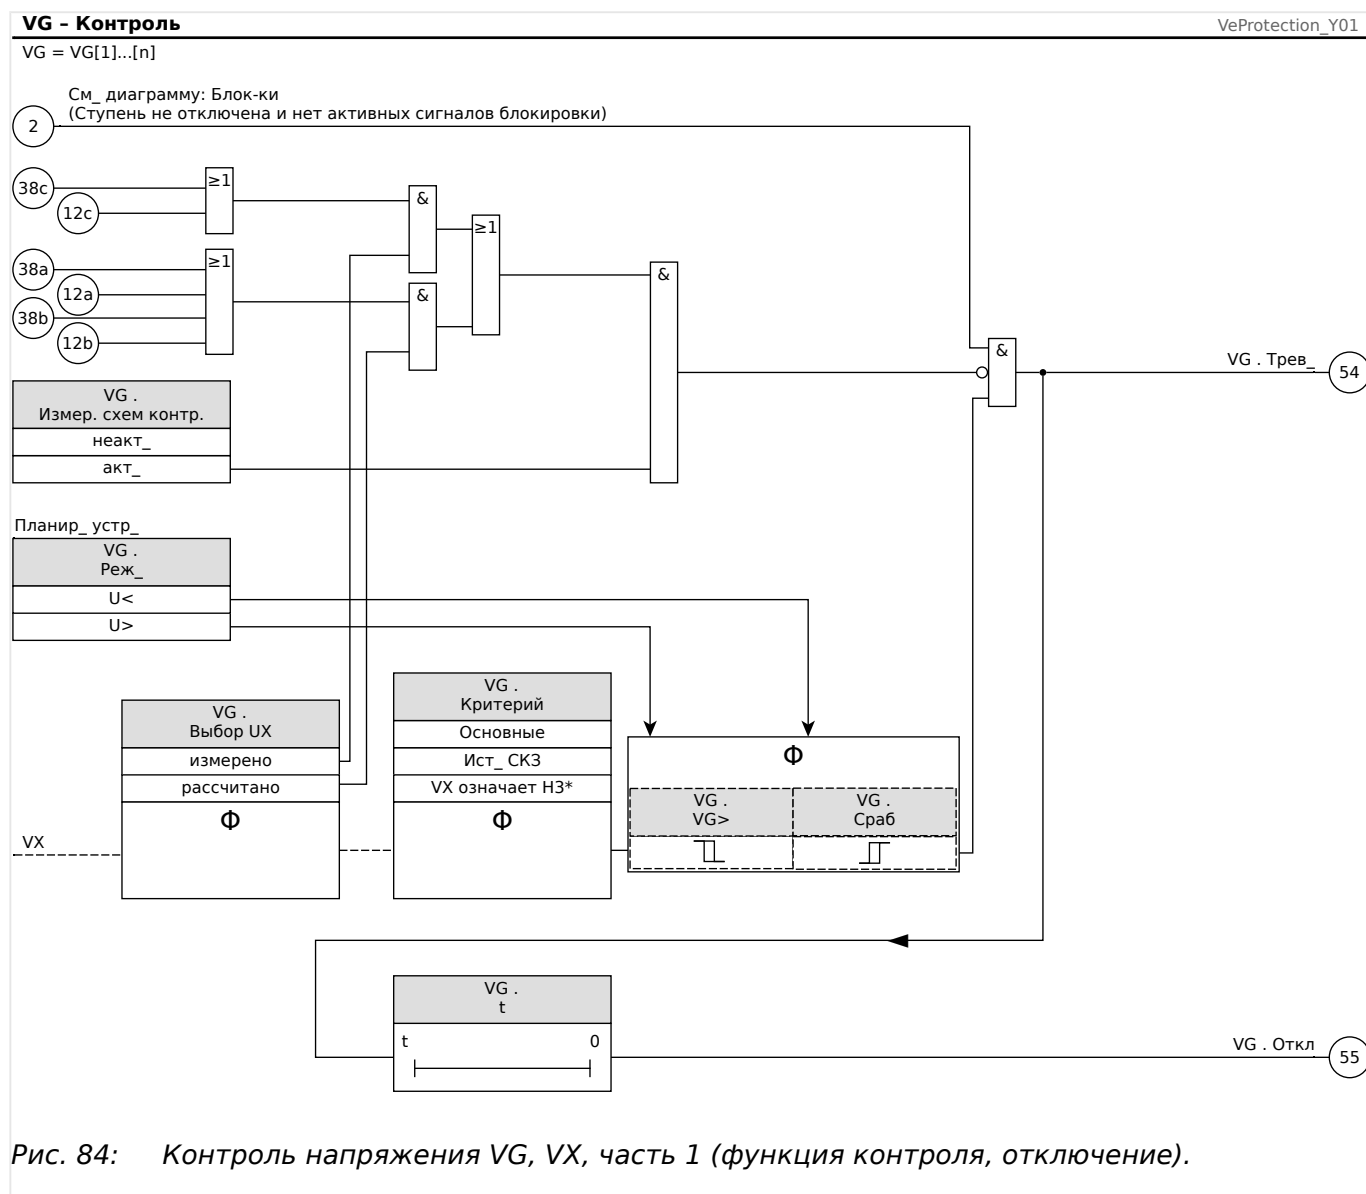 VG – Контроль
VeProtection_Y01
VG = VG[1]...[n]
См_ диаграмму: Блок-ки
(Ступень не отключена и нет активных сигналов блокировки)
2
38c
12c
≥1
&
≥1
38a
12a
38b
12b
≥1
&
&
&
VG . Трев_
54
VG .
Измер. схем контр.
неакт_
акт_
Планир_ устр_
VG .
Реж_
U<
U>
VG .
Выбор UX
измерено
рассчитано
Ф
VX
VG .
Критерий
Основные
Ист_ СКЗ
VX означает НЗ*
Ф
Ф
VG .
VG>
VG .
Сраб
VG .
t
t
0
VG . Откл
55
Рис. 84: Контроль напряжения VG, VX, часть 1 (функция контроля, отключение).